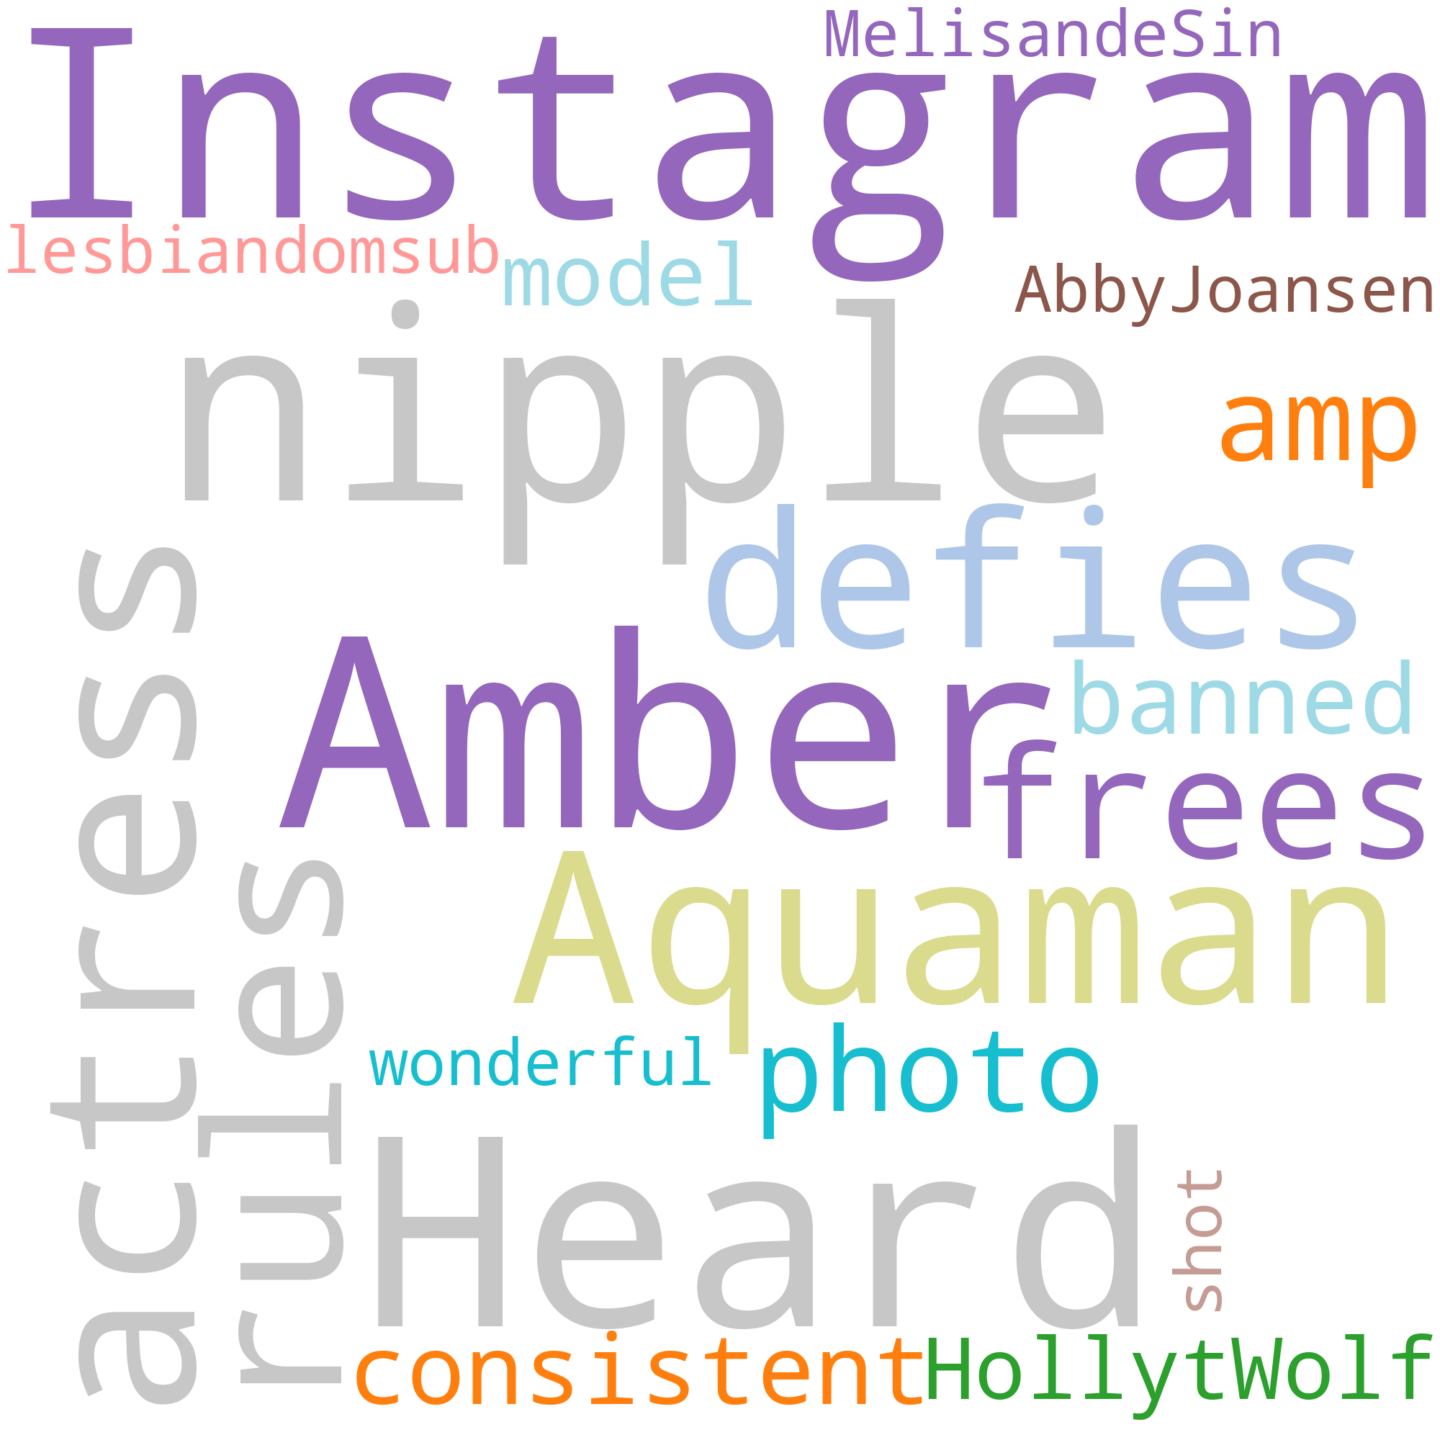 MelisandeSin
Instagram
lesbiandomsub
model
AbbyJoansen
nipple
amp
defies
actress
Amber
banned
frees
rules
Aquaman
wonderful
photo
Heard
shot
consistent
HollytWolf